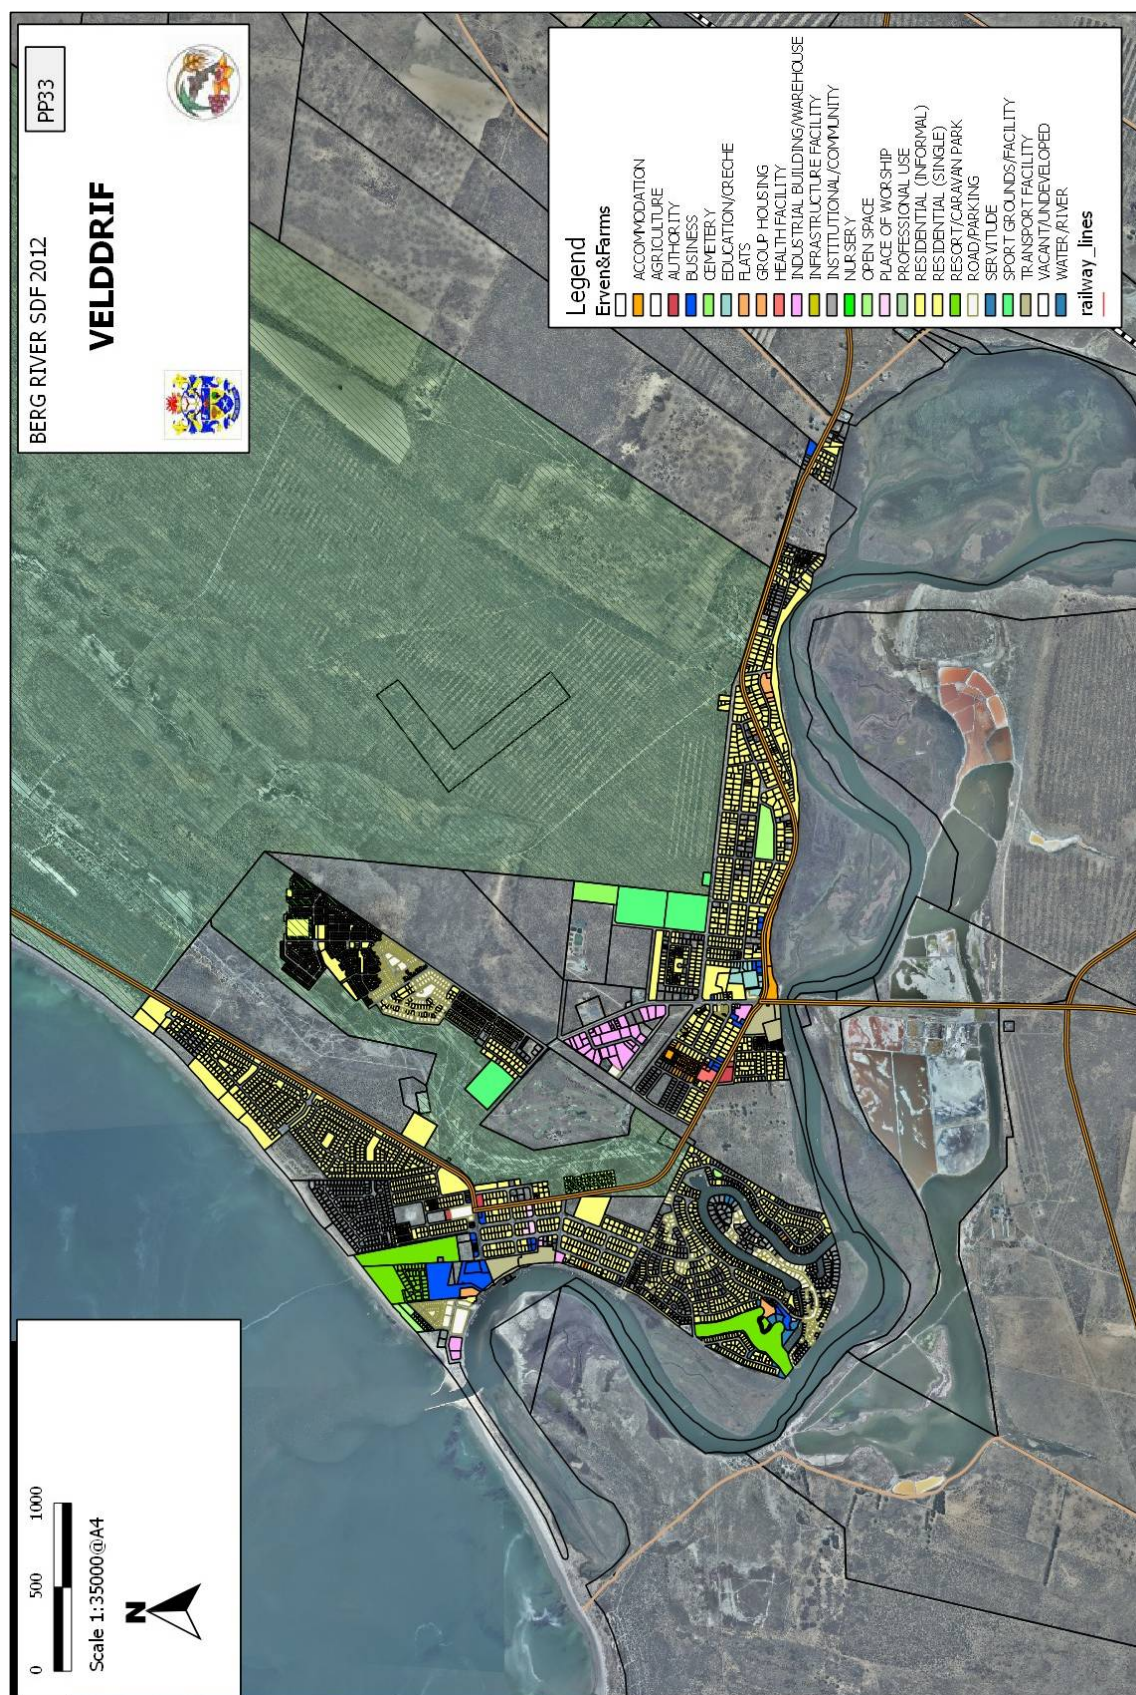 BERG RIVER SDF 2012
PP33
VELDDRIF
Legend
Erven&Farms
ACCOMMODATION
AGRICULTURE
AUTHORITY
BUSINESS
CEMETERY
EDUCATION/CRECHE
FLATS
GROUP HOUSING
HEALTH FACILITY
INDUSTRIAL BUILDING/WAREHOUSE
INFRASTRUCTURE FACILITY
INSTITUTIONAL/COMMUNITY
NURSERY
OPEN SPACE
PLACE OF WORSHIP
PROFESSIONAL USE
RESIDENTIAL (INFORMAL)
RESIDENTIAL (SINGLE)
RESORT/CARAVAN PARK
ROAD/PARKING
SERVITUDE
SPORT GROUNDS/FACILITY
TRANSPORT FACILITY
VACANT/UNDEVELOPED
WATER/RIVER
railway_lines
0 500 1000
Scale 1:35000@A4
N